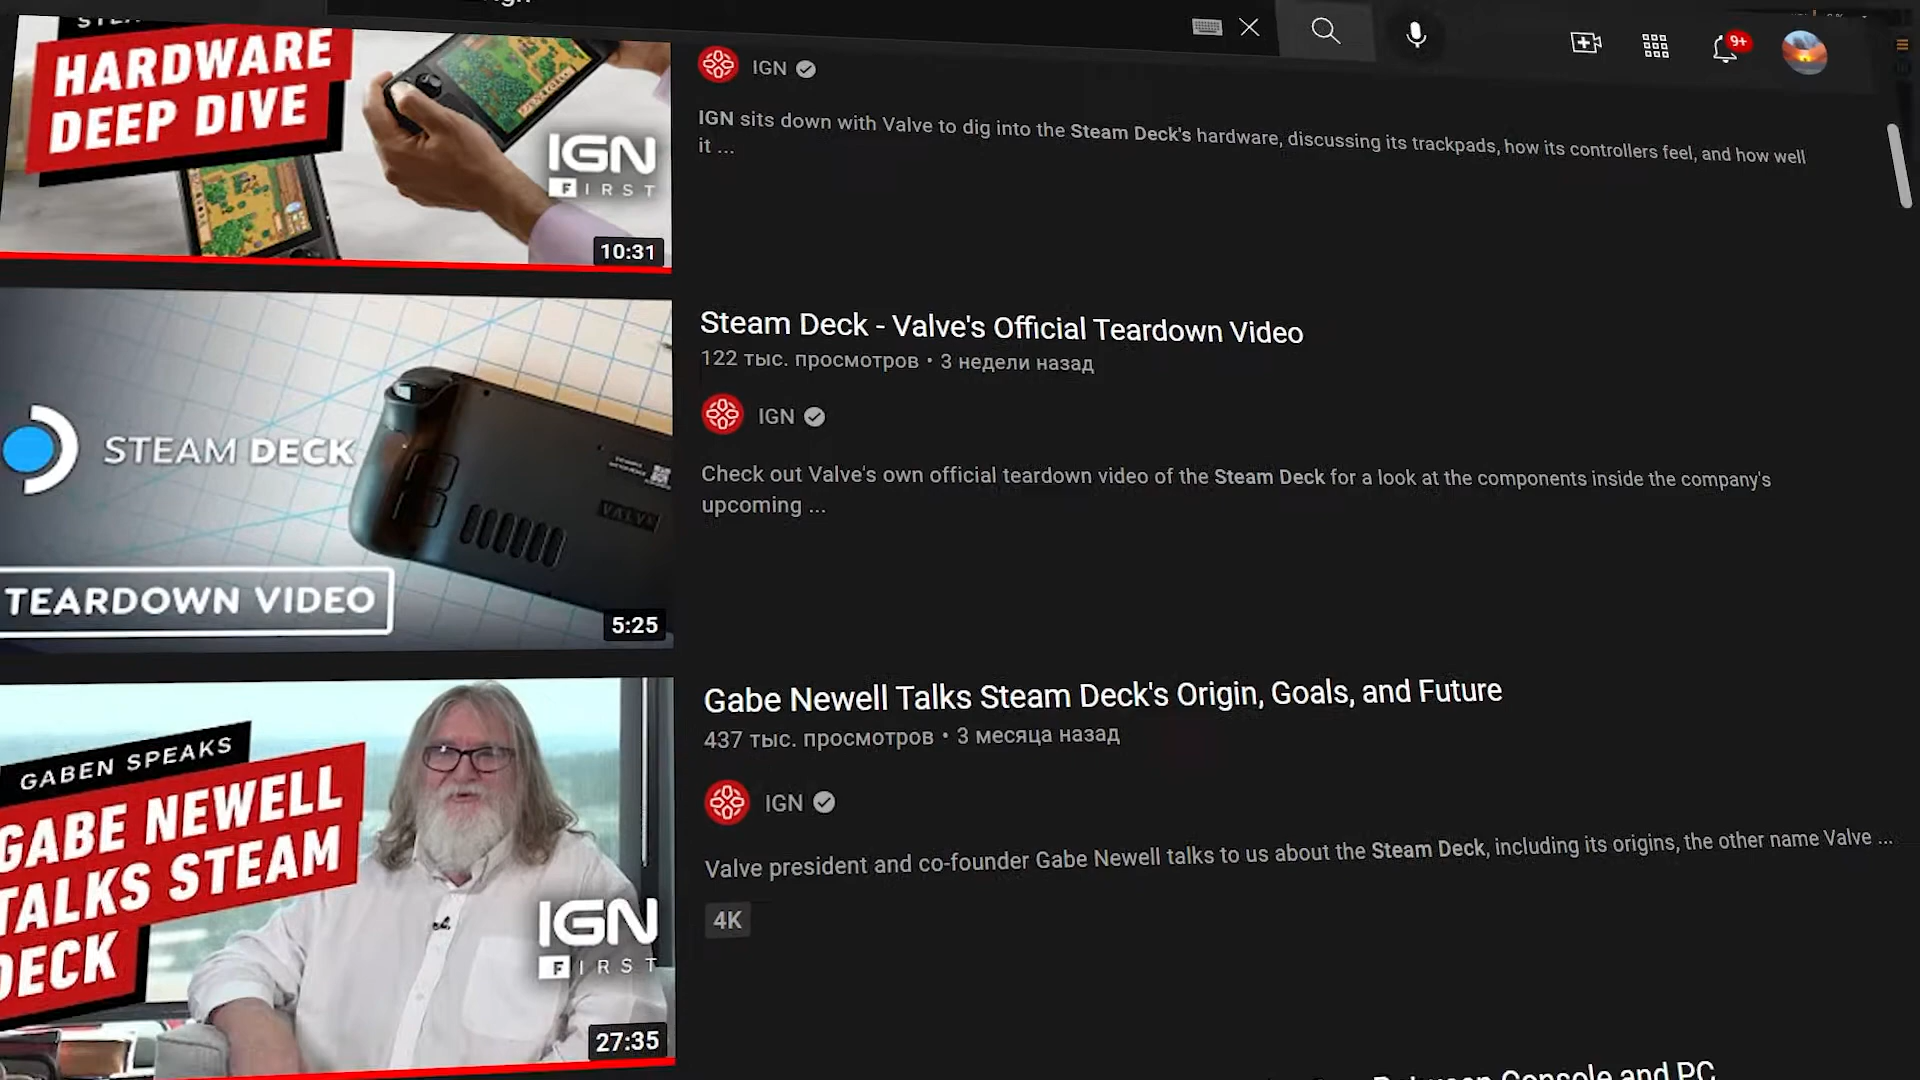 HARDWARE
DEEP DIVE
IGN
FIRST
10:31
9+
IGN
IGN sits down with Valve to dig into the Steam Deck's hardware, discussing its trackpads, how its controllers feel, and how well
it ...
STEAM DECK
VALVE
TEARDOWN VIDEO
5:25
Steam Deck - Valve's Official Teardown Video
122 тыс. просмотров • 3 недели назад
IGN
Check out Valve's own official teardown video of the Steam Deck for a look at the components inside the company's
upcoming ...
GABEN SPEAKS
GABE NEWELL
TALKS STEAM
DECK
IGN
FIRST
27:35
Gabe Newell Talks Steam Deck's Origin, Goals, and Future
437 тыс. просмотров • 3 месяца назад
IGN
Valve president and co-founder Gabe Newell talks to us about the Steam Deck, including its origins, the other name Valve ...
4K
Between Console and PC